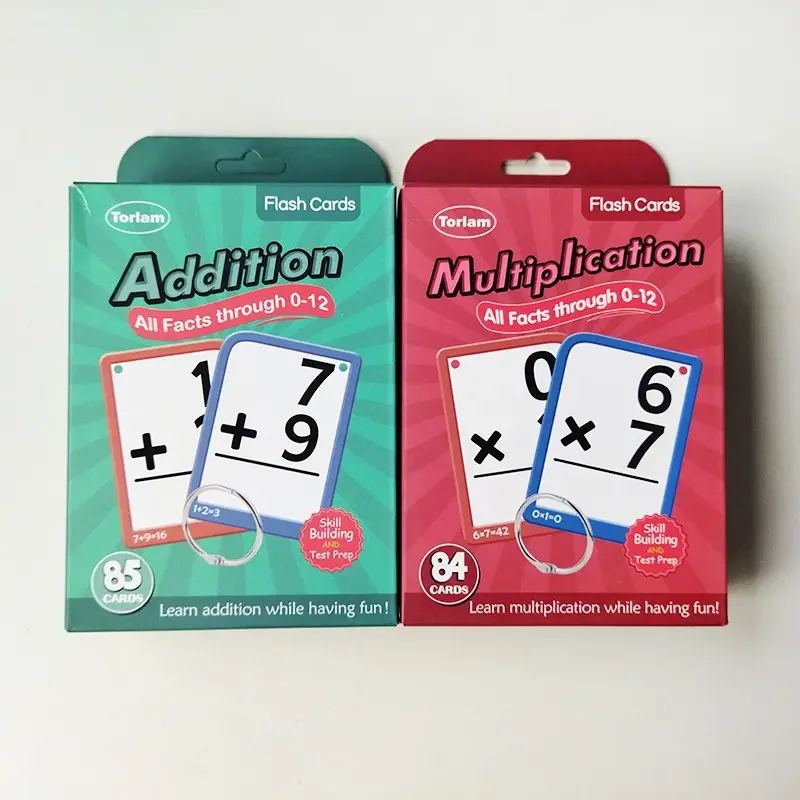 Torlam
Flash Cards
Addition
All Facts through 0-12
1
+
7
+ 9
7+9=16
1+2=3
Skill
Building
AND
Test Prep
85
CARDS
Learn addition while having fun!
Torlam
Flash Cards
Multiplication
All Facts through 0-12
0
×
6
× 7
6×7=42
0×1=0
Skill
Building
AND
Test Prep
84
CARDS
Learn multiplication while having fun!